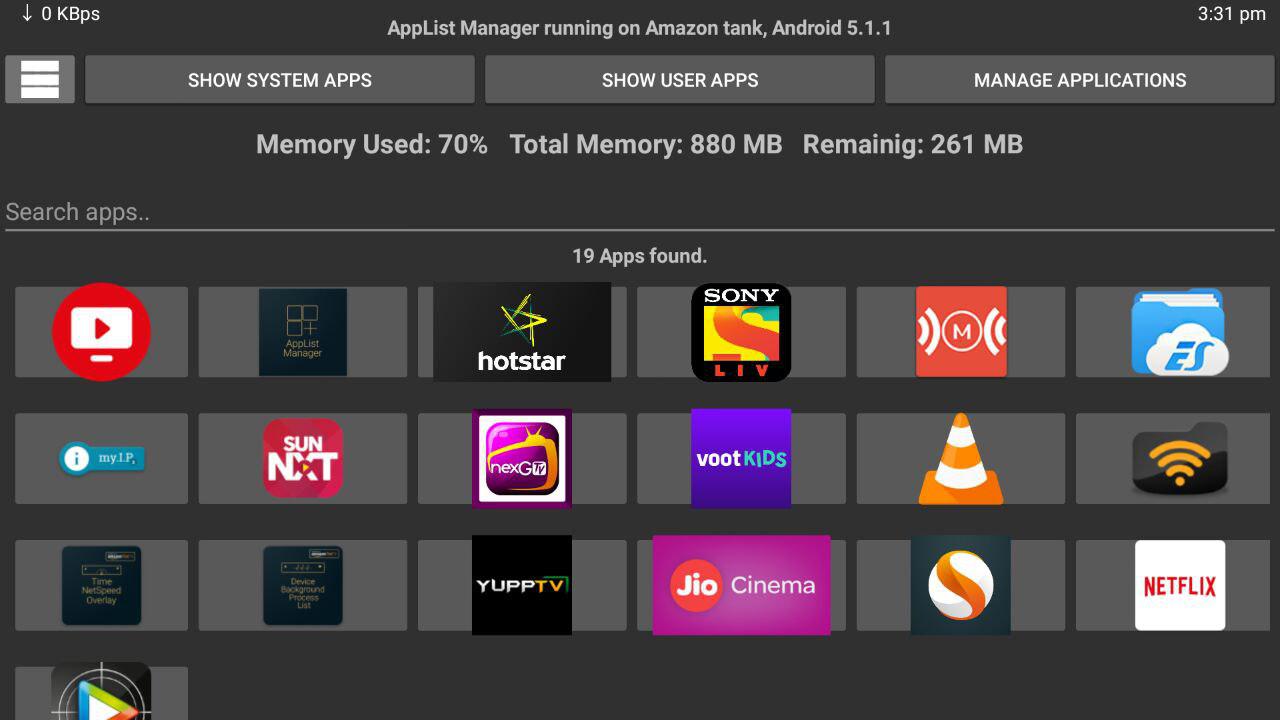 ↓ 0 KBps
3:31 pm
AppList Manager running on Amazon tank, Android 5.1.1
SHOW SYSTEM APPS
SHOW USER APPS
MANAGE APPLICATIONS
Memory Used: 70% Total Memory: 880 MB Remainig: 261 MB
Search apps..
19 Apps found.
AppList
Manager
hotstar
SONY
LIV
M
ES
i my.I.P.
SUN
NXT
nexGTv
voot KIDS
Time
NetSpeed
Overlay
Device
Background
Process
List
YUPPTV
Jio Cinema
NETFLIX